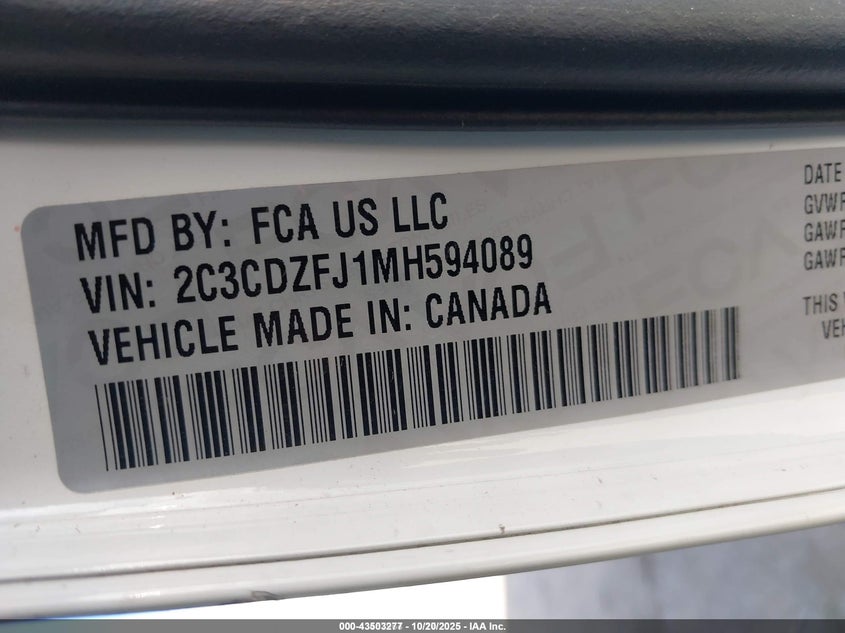 MFD BY: FCA US LLC
VIN: 2C3CDZFJ1MH594089
VEHICLE MADE IN: CANADA
DATE
GVWR
GAWR
GAWR
THIS
000-43503277 - 10/20/2025 - IAA Inc.